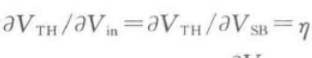 ∂V_TH/∂V_in = ∂V_TH/∂V_SB = η